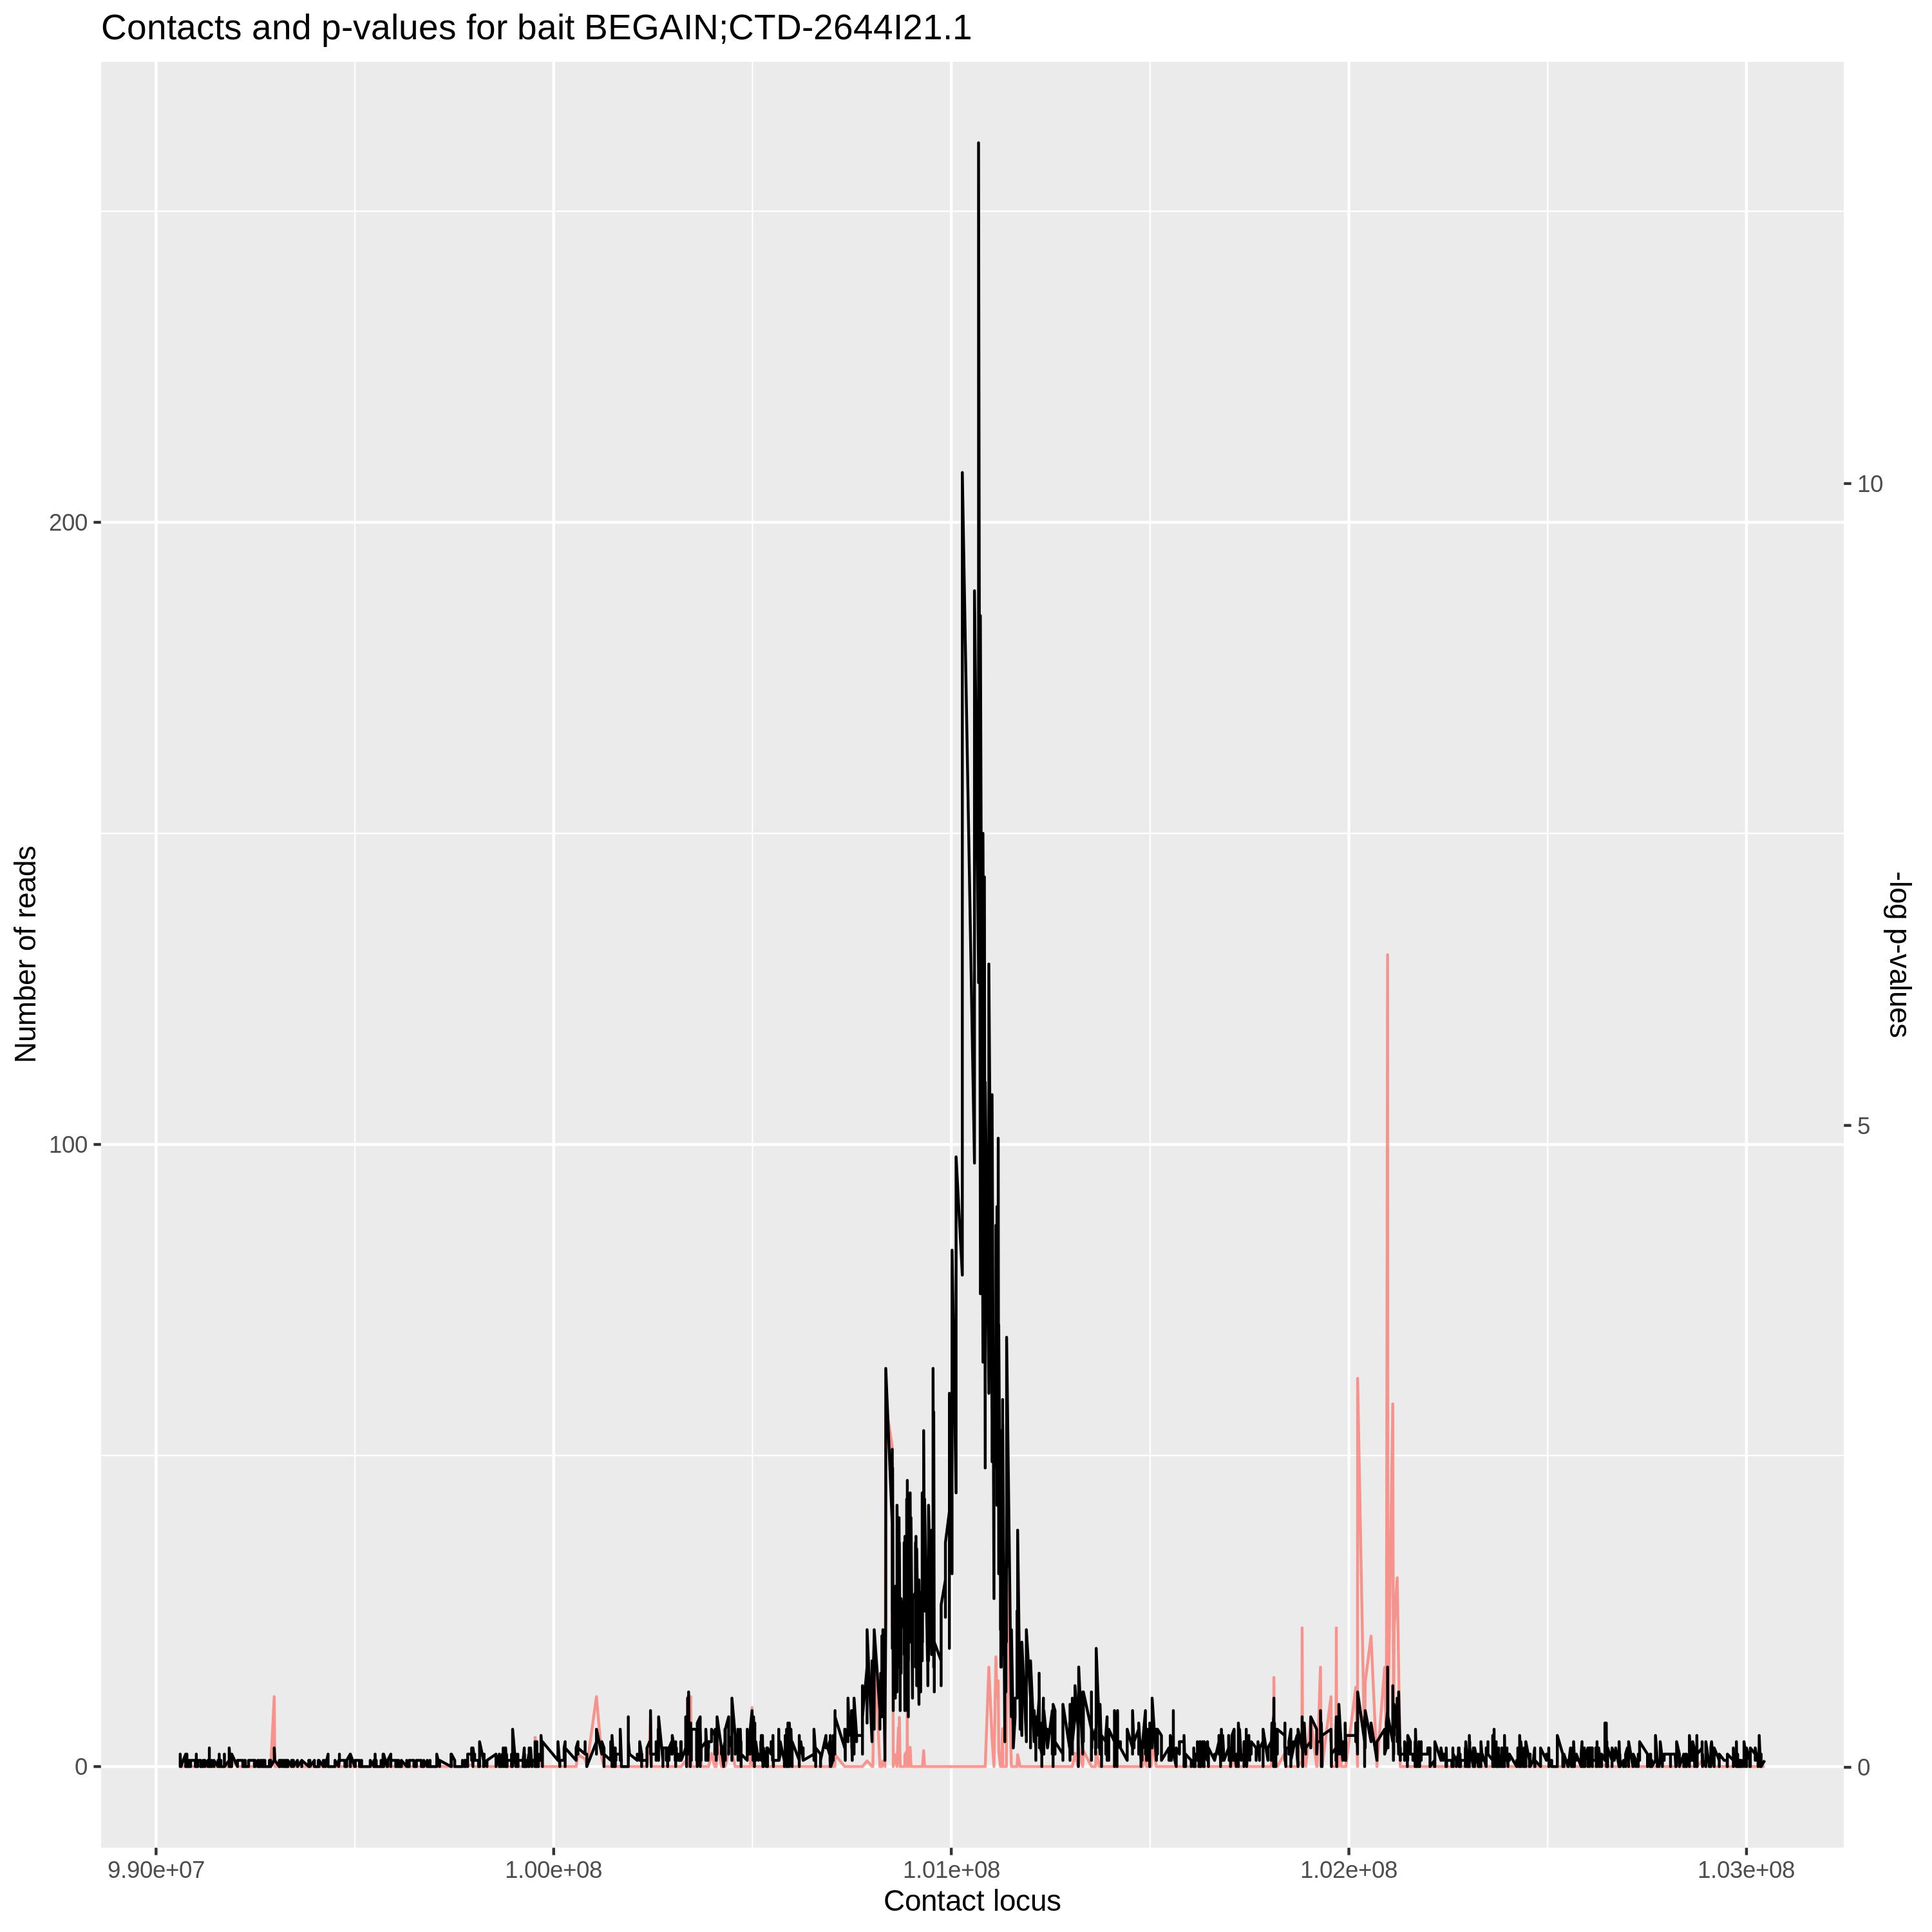 Contacts and p-values for bait BEGAIN;CTD-2644I21.1
Number of reads
200
100
0
10
5
0
-log p-values
9.90e+07 1.00e+08 1.01e+08 1.02e+08 1.03e+08
Contact locus